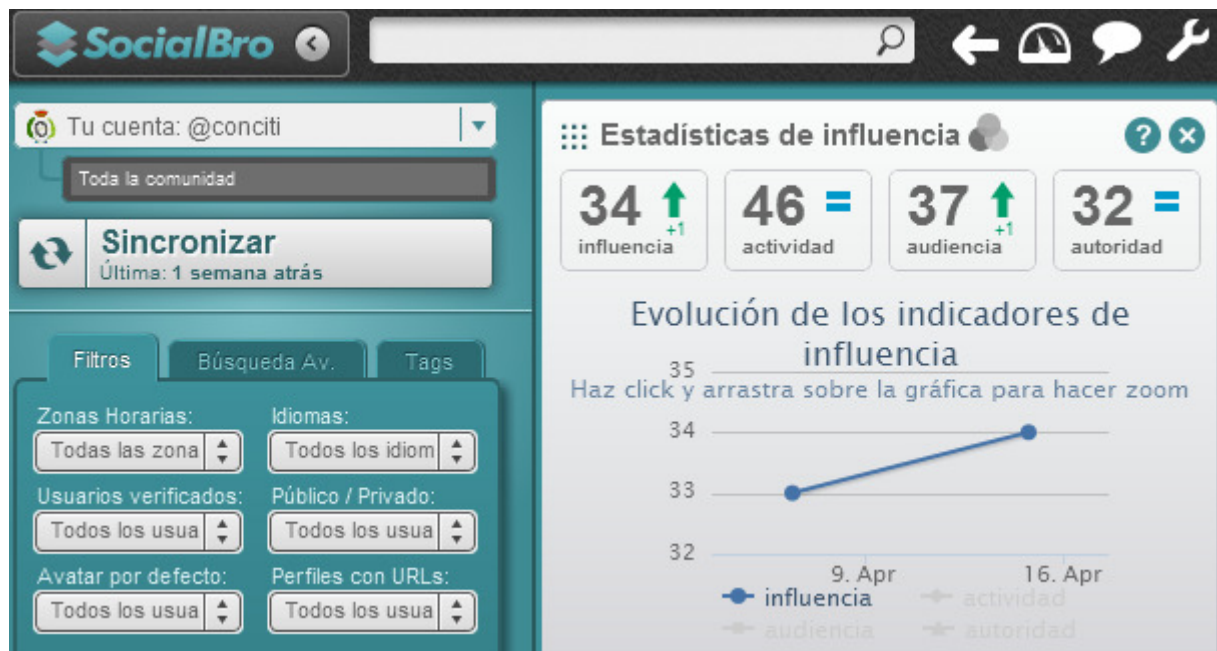 SocialBro
Tu cuenta: @conciti
Toda la comunidad
Sincronizar
Última: 1 semana atrás
Filtros
Búsqueda Av.
Tags
Zonas Horarias:
Idiomas:
Todas las zona
Todos los idiom
Usuarios verificados:
Público / Privado:
Todos los usua
Todos los usua
Avatar por defecto:
Perfiles con URLs:
Todos los usua
Todos los usua
Estadísticas de influencia
?
34 +1
influencia
46 =
actividad
37 +1
audiencia
32 =
autoridad
Evolución de los indicadores de
influencia
Haz click y arrastra sobre la gráfica para hacer zoom
35
34
33
32
9. Apr
16. Apr
influencia
actividad
audiencia
autoridad